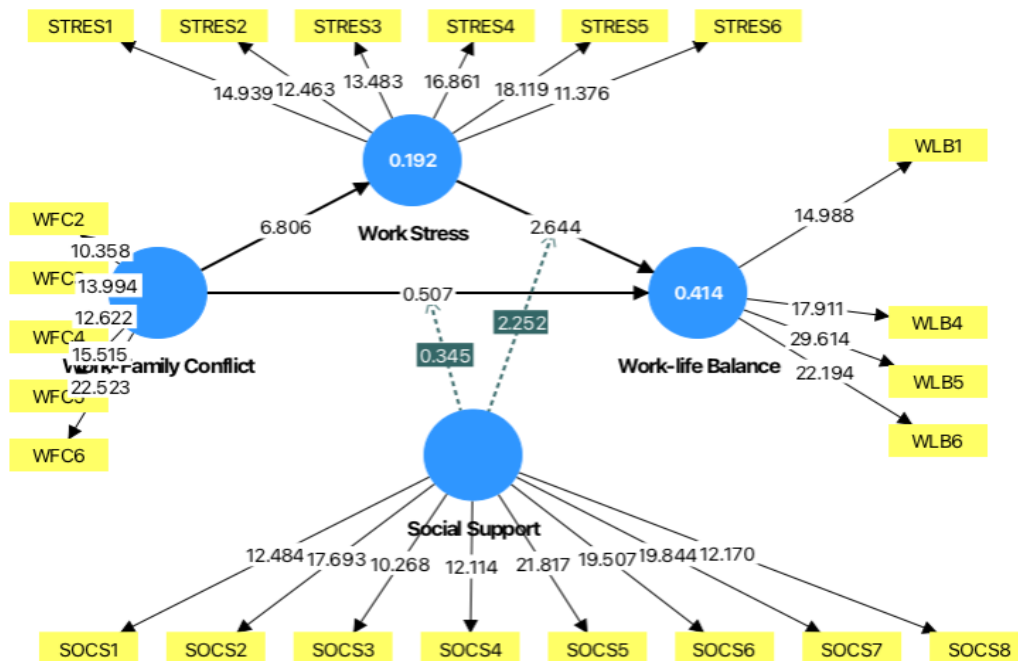 STRES1 STRES2 STRES3 STRES4 STRES5 STRES6
14.939 12.463 13.483 16.861 18.119 11.376
0.192
Work Stress
WLB1
14.988
WFC2
10.358
13.994
12.622
WFC4
15.515
22.523
WFC6
Work-Family Conflict
6.806
2.644
0.507
0.345
2.252
0.414
Work-life Balance
17.911
WLB4
29.614
WLB5
22.194
WLB6
Social Support
12.484 17.693 10.268 12.114 21.817 19.507 19.844 12.170
SOCS1 SOCS2 SOCS3 SOCS4 SOCS5 SOCS6 SOCS7 SOCS8